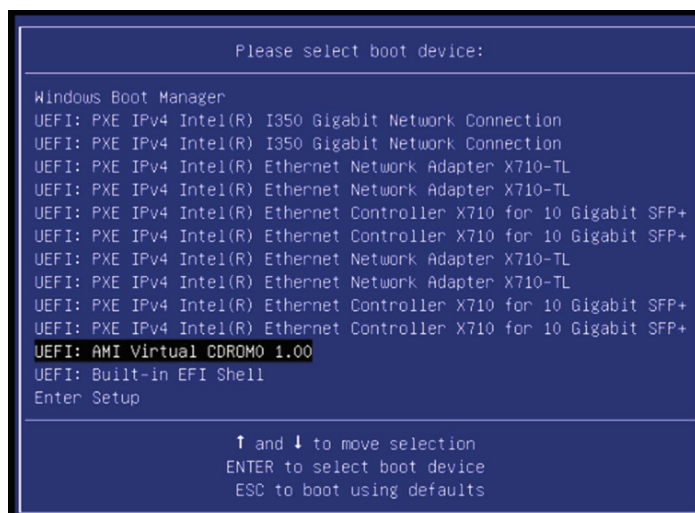 Please select boot device:
Windows Boot Manager
UEFI: PXE IPv4 Intel(R) I350 Gigabit Network Connection
UEFI: PXE IPv4 Intel(R) I350 Gigabit Network Connection
UEFI: PXE IPv4 Intel(R) Ethernet Network Adapter X710-TL
UEFI: PXE IPv4 Intel(R) Ethernet Network Adapter X710-TL
UEFI: PXE IPv4 Intel(R) Ethernet Controller X710 for 10 Gigabit SFP+
UEFI: PXE IPv4 Intel(R) Ethernet Controller X710 for 10 Gigabit SFP+
UEFI: PXE IPv4 Intel(R) Ethernet Network Adapter X710-TL
UEFI: PXE IPv4 Intel(R) Ethernet Network Adapter X710-TL
UEFI: PXE IPv4 Intel(R) Ethernet Controller X710 for 10 Gigabit SFP+
UEFI: PXE IPv4 Intel(R) Ethernet Controller X710 for 10 Gigabit SFP+
UEFI: AMI Virtual CDROM0 1.00
UEFI: Built-in EFI Shell
Enter Setup
↑ and ↓ to move selection
ENTER to select boot device
ESC to boot using defaults